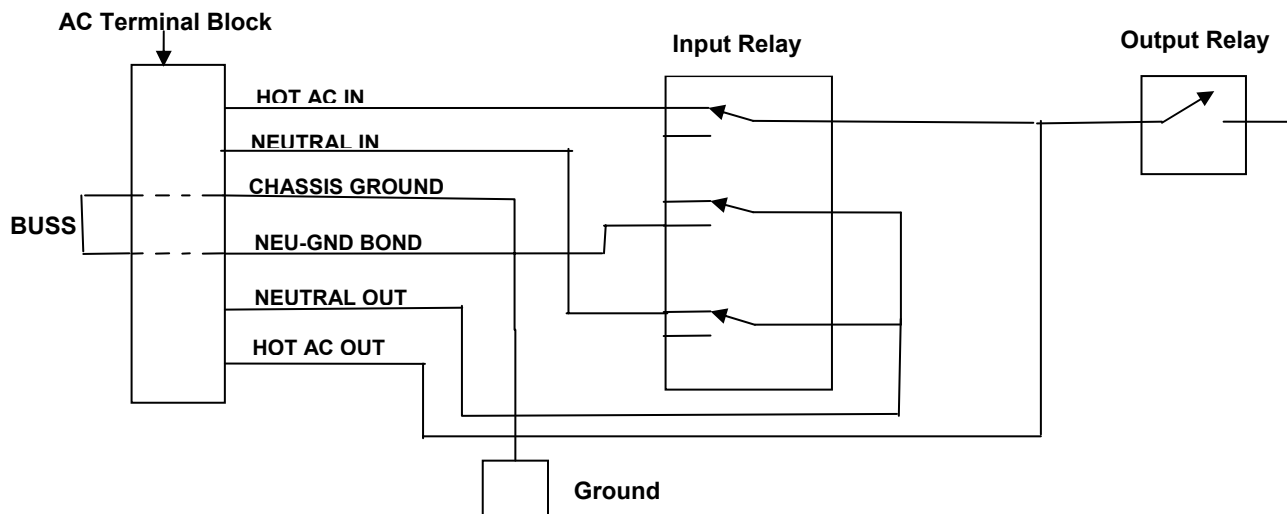 AC Terminal Block
Input Relay
Output Relay
HOT AC IN
NEUTRAL IN
CHASSIS GROUND
BUSS
NEU-GND BOND
NEUTRAL OUT
HOT AC OUT
Ground